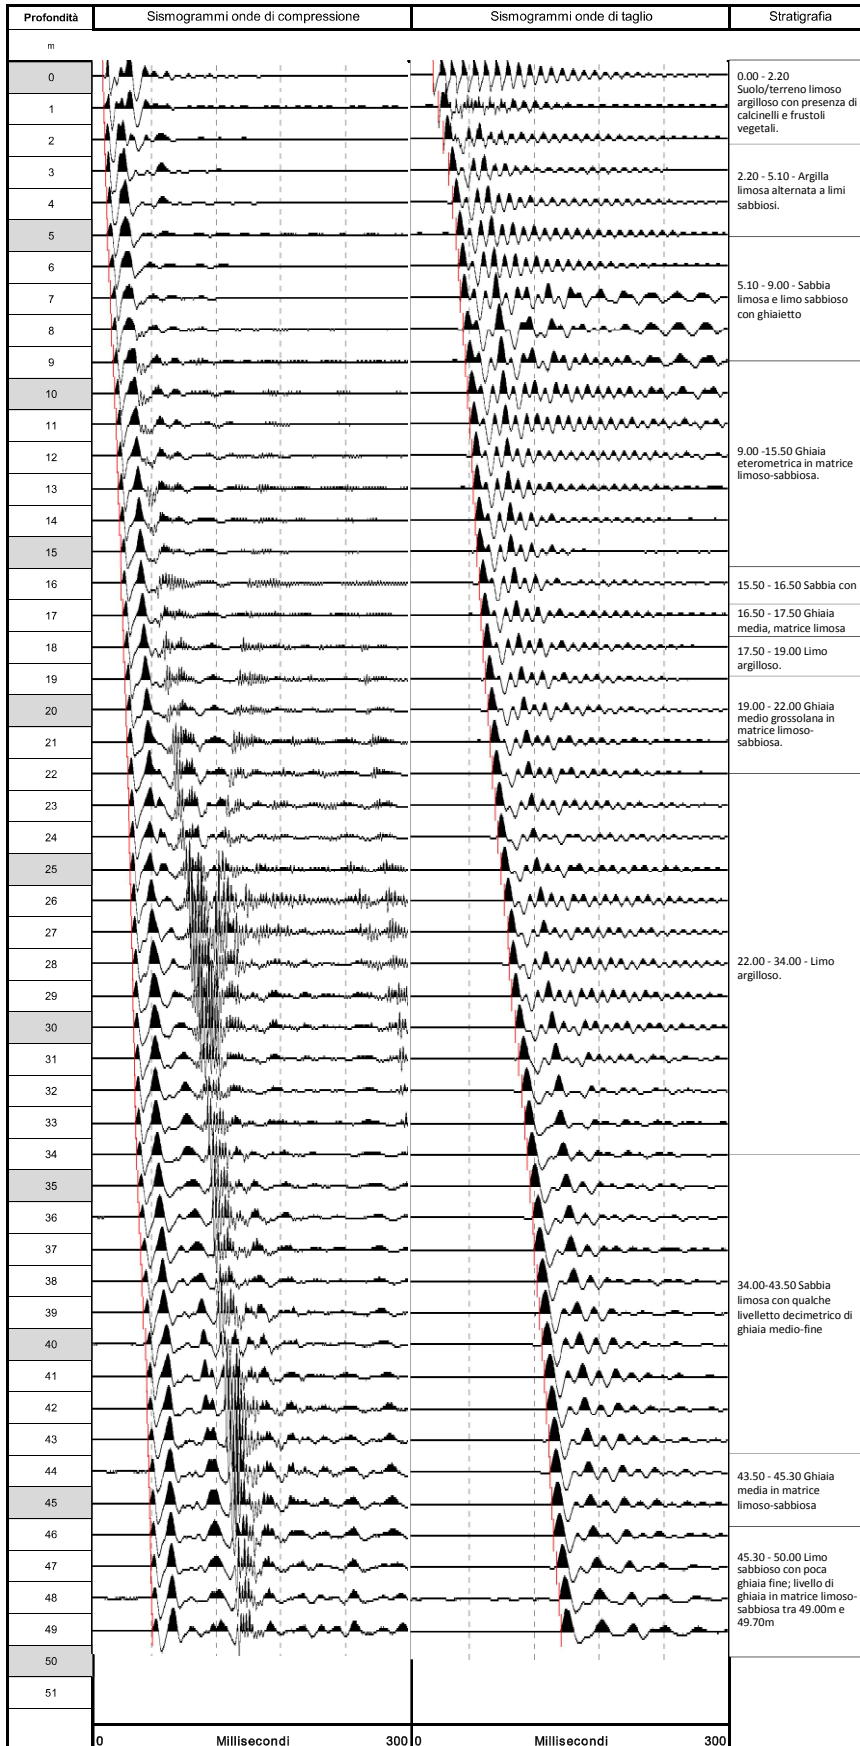 Profondità
Sismogrammi onde di compressione
Sismogrammi onde di taglio
Stratigrafia
m
0
1
2
3
4
5
6
7
8
9
10
11
12
13
14
15
16
17
18
19
20
21
22
23
24
25
26
27
28
29
30
31
32
33
34
35
36
37
38
39
40
41
42
43
44
45
46
47
48
49
50
51
0.00 - 2.20
Suolo/terreno limoso
argilloso con presenza di
calcinelli e frustoli
vegetali.
2.20 - 5.10 - Argilla
limosa alternata a limi
sabbiosi.
5.10 - 9.00 - Sabbia
limosa e limo sabbioso
con ghiaietto
9.00 -15.50 Ghiaia
eterometrica in matrice
limoso-sabbiosa.
15.50 - 16.50 Sabbia con
16.50 - 17.50 Ghiaia
media, matrice limosa
17.50 - 19.00 Limo
argilloso.
19.00 - 22.00 Ghiaia
medio grossolana in
matrice limoso-
sabbiosa.
22.00 - 34.00 - Limo
argilloso.
34.00-43.50 Sabbia
limosa con qualche
livelletto decimetrico di
ghiaia medio-fine
43.50 - 45.30 Ghiaia
media in matrice
limoso-sabbiosa
45.30 - 50.00 Limo
sabbioso con poca
ghiaia fine; livello di
ghiaia in matrice limoso-
sabbiosa tra 49.00m e
49.70m
0 Millisecondi 300
0 Millisecondi 300